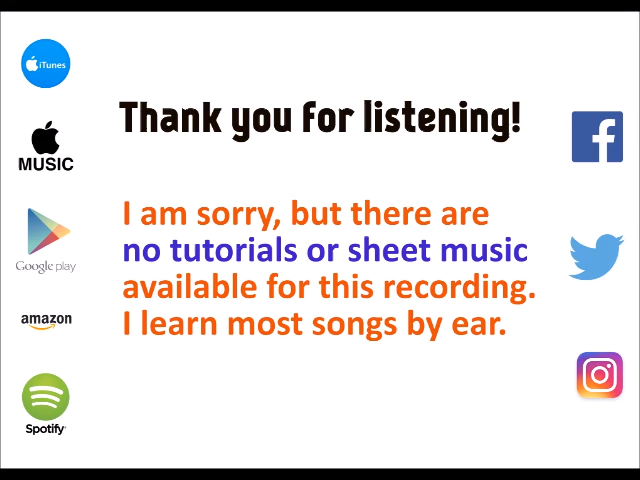 iTunes
Thank you for listening!
MUSIC
I am sorry, but there are
no tutorials or sheet music
available for this recording.
I learn most songs by ear.
Google play
amazon
Spotify